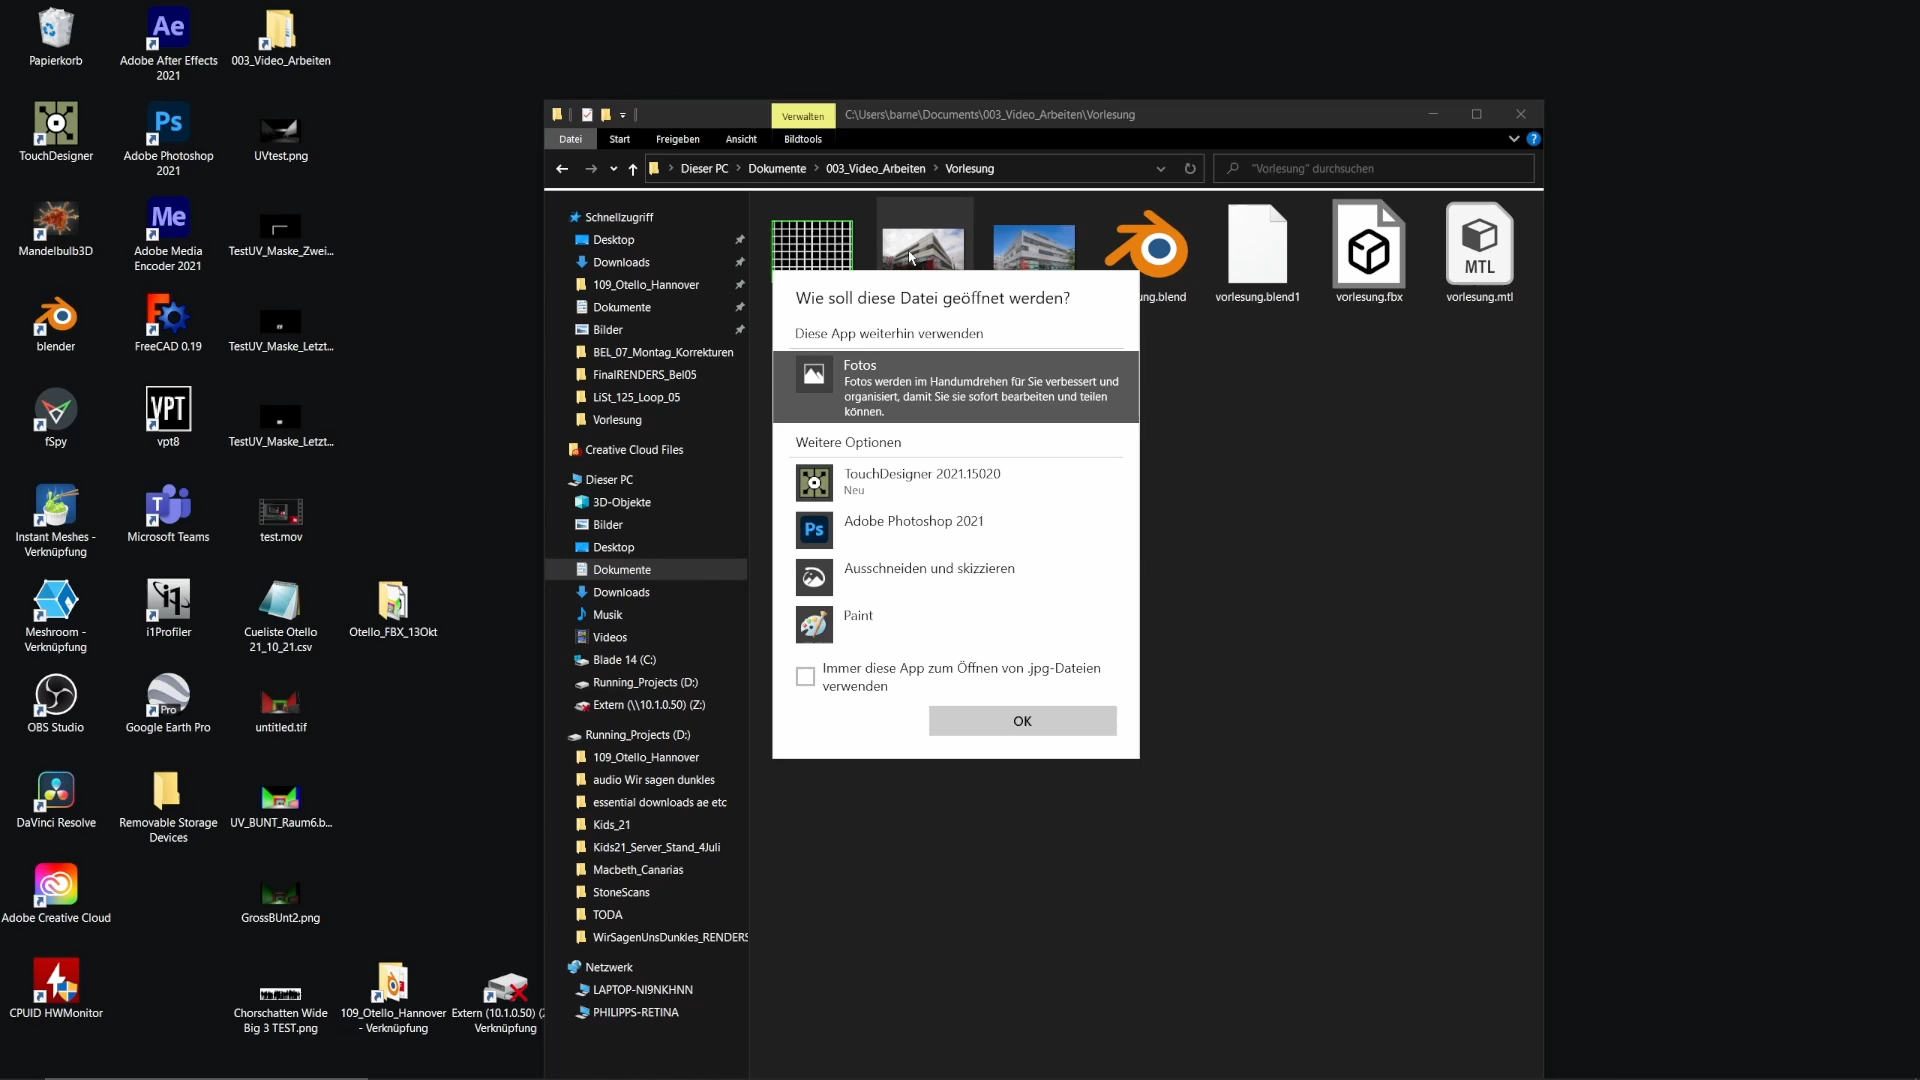 Papierkorb
Adobe After Effects
2021
003_Video_Arbeiten
TouchDesigner
Adobe Photoshop
2021
UVtest.png
Mandelbulb3D
Adobe Media
Encoder 2021
TestUV_Maske_Zwei...
blender
FreeCAD 0.19
TestUV_Maske_Letzt...
fSpy
VPT
vpt8
TestUV_Maske_Letzt...
Instant Meshes -
Verknüpfung
Microsoft Teams
test.mov
Meshroom -
Verknüpfung
i1Profiler
Cueliste Otello
21_10_21.csv
Otello_FBX_13Okt
OBS Studio
Pro
Google Earth Pro
untitled.tif
DaVinci Resolve
Removable Storage
Devices
UV_BUNT_Raum6.b...
Adobe Creative Cloud
GrossBUnt2.png
CPUID HWMonitor
Chorschatten Wide
Big 3 TEST.png
109_Otello_Hannover
- Verknüpfung
Extern (10.1.0.50) (
Verknüpfung
Verwalten
C:\Users\barne\Documents\003_Video_Arbeiten\Vorlesung
Datei
Start
Freigeben
Ansicht
Bildtools
Dieser PC
Dokumente
003_Video_Arbeiten
Vorlesung
"Vorlesung" durchsuchen
Schnellzugriff
Desktop
Downloads
109_Otello_Hannover
Dokumente
Bilder
BEL_07_Montag_Korrekturen
FinalRENDERS_Bel05
LiSt_125_Loop_05
Vorlesung
Creative Cloud Files
Dieser PC
3D-Objekte
Bilder
Desktop
Dokumente
Downloads
Musik
Videos
Blade 14 (C:)
Running_Projects (D:)
Extern (\\10.1.0.50) (Z:)
Running_Projects (D:)
109_Otello_Hannover
audio Wir sagen dunkles
essential downloads ae etc
Kids_21
Kids21_Server_Stand_4Juli
Macbeth_Canarias
StoneScans
TODA
WirSagenUnsDunkles_RENDERS
Netzwerk
LAPTOP-NI9NKHNN
PHILIPPS-RETINA
ng.blend
vorlesung.blend1
vorlesung.fbx
MTL
vorlesung.mtl
Wie soll diese Datei geöffnet werden?
Diese App weiterhin verwenden
Fotos
Fotos werden im Handumdrehen für Sie verbessert und
organisiert, damit Sie sie sofort bearbeiten und teilen
können.
Weitere Optionen
TouchDesigner 2021.15020
Neu
Adobe Photoshop 2021
Ausschneiden und skizzieren
Paint
Immer diese App zum Öffnen von .jpg-Dateien
verwenden
OK